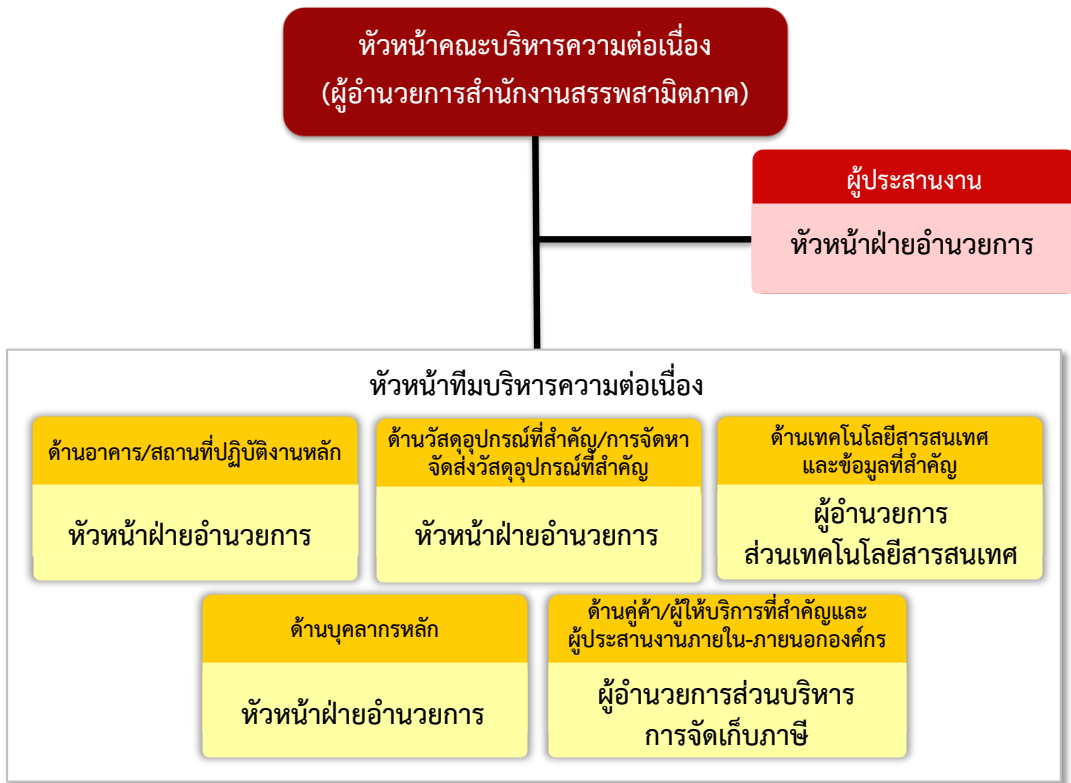 หัวหน้าคณะบริหารความต่อเนื่อง
(ผู้อำนวยการสำนักงานสรรพสามิตภาค)
ผู้ประสานงาน
หัวหน้าฝ่ายอำนวยการ
หัวหน้าทีมบริหารความต่อเนื่อง
ด้านอาคาร/สถานที่ปฏิบัติงานหลัก
หัวหน้าฝ่ายอำนวยการ
ด้านวัสดุอุปกรณ์ที่สำคัญ/การจัดหา
จัดส่งวัสดุอุปกรณ์ที่สำคัญ
หัวหน้าฝ่ายอำนวยการ
ด้านเทคโนโลยีสารสนเทศ
และข้อมูลที่สำคัญ
ผู้อำนวยการ
ส่วนเทคโนโลยีสารสนเทศ
ด้านบุคลากรหลัก
หัวหน้าฝ่ายอำนวยการ
ด้านคู่ค้า/ผู้ให้บริการที่สำคัญและ
ผู้ประสานงานภายใน-ภายนอกองค์กร
ผู้อำนวยการส่วนบริหาร
การจัดเก็บภาษี